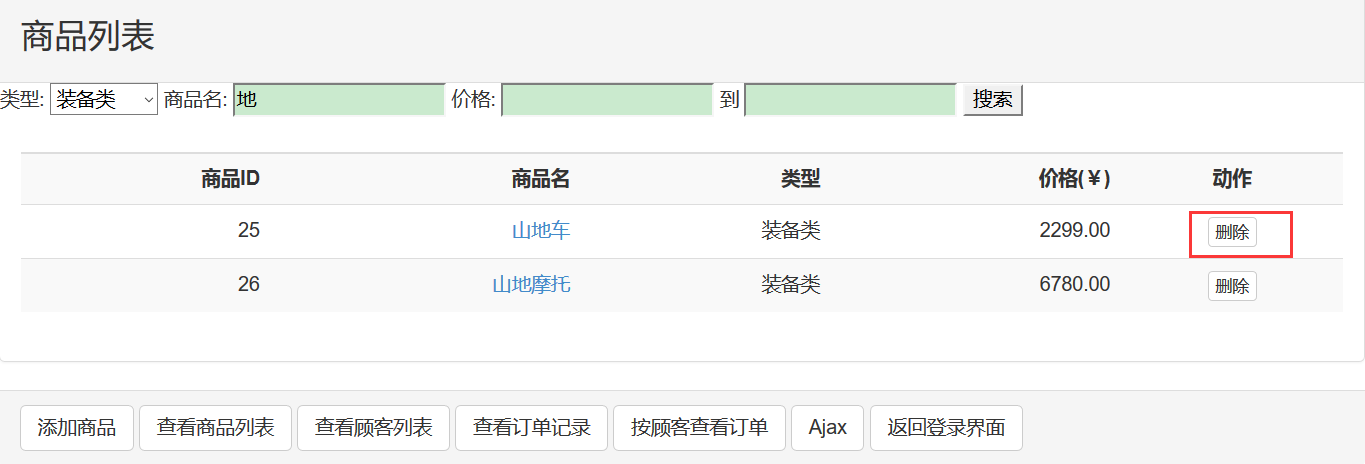 商品列表
类型: 装备类 商品名: 地 价格: 到 搜索
商品ID 商品名 类型 价格(￥) 动作
25 山地车 装备类 2299.00 删除
26 山地摩托 装备类 6780.00 删除
添加商品 查看商品列表 查看顾客列表 查看订单记录 按顾客查看订单 Ajax 返回登录界面